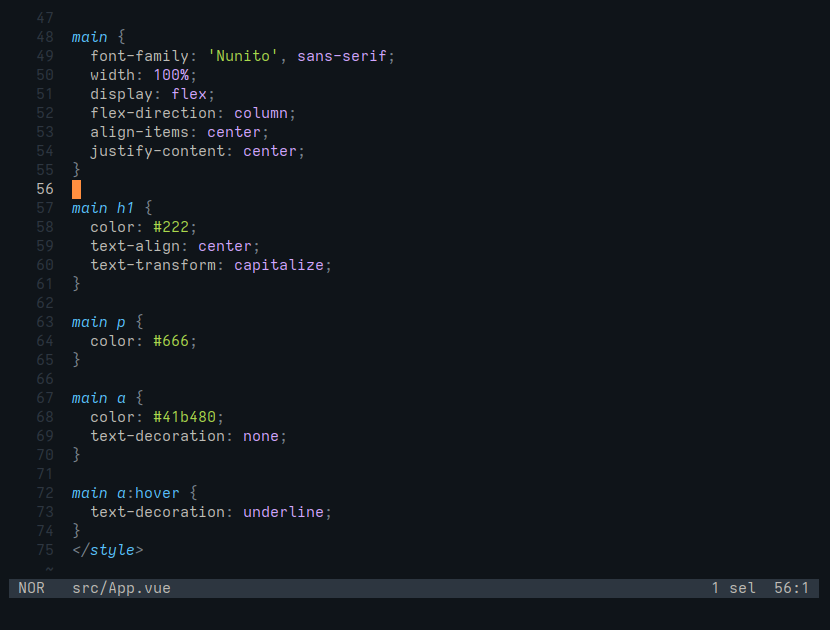 47
48 main {
49   font-family: 'Nunito', sans-serif;
50   width: 100%;
51   display: flex;
52   flex-direction: column;
53   align-items: center;
54   justify-content: center;
55 }
56
57 main h1 {
58   color: #222;
59   text-align: center;
60   text-transform: capitalize;
61 }
62
63 main p {
64   color: #666;
65 }
66
67 main a {
68   color: #41b480;
69   text-decoration: none;
70 }
71
72 main a:hover {
73   text-decoration: underline;
74 }
75 </style>
~
NOR src/App.vue 1 sel 56:1